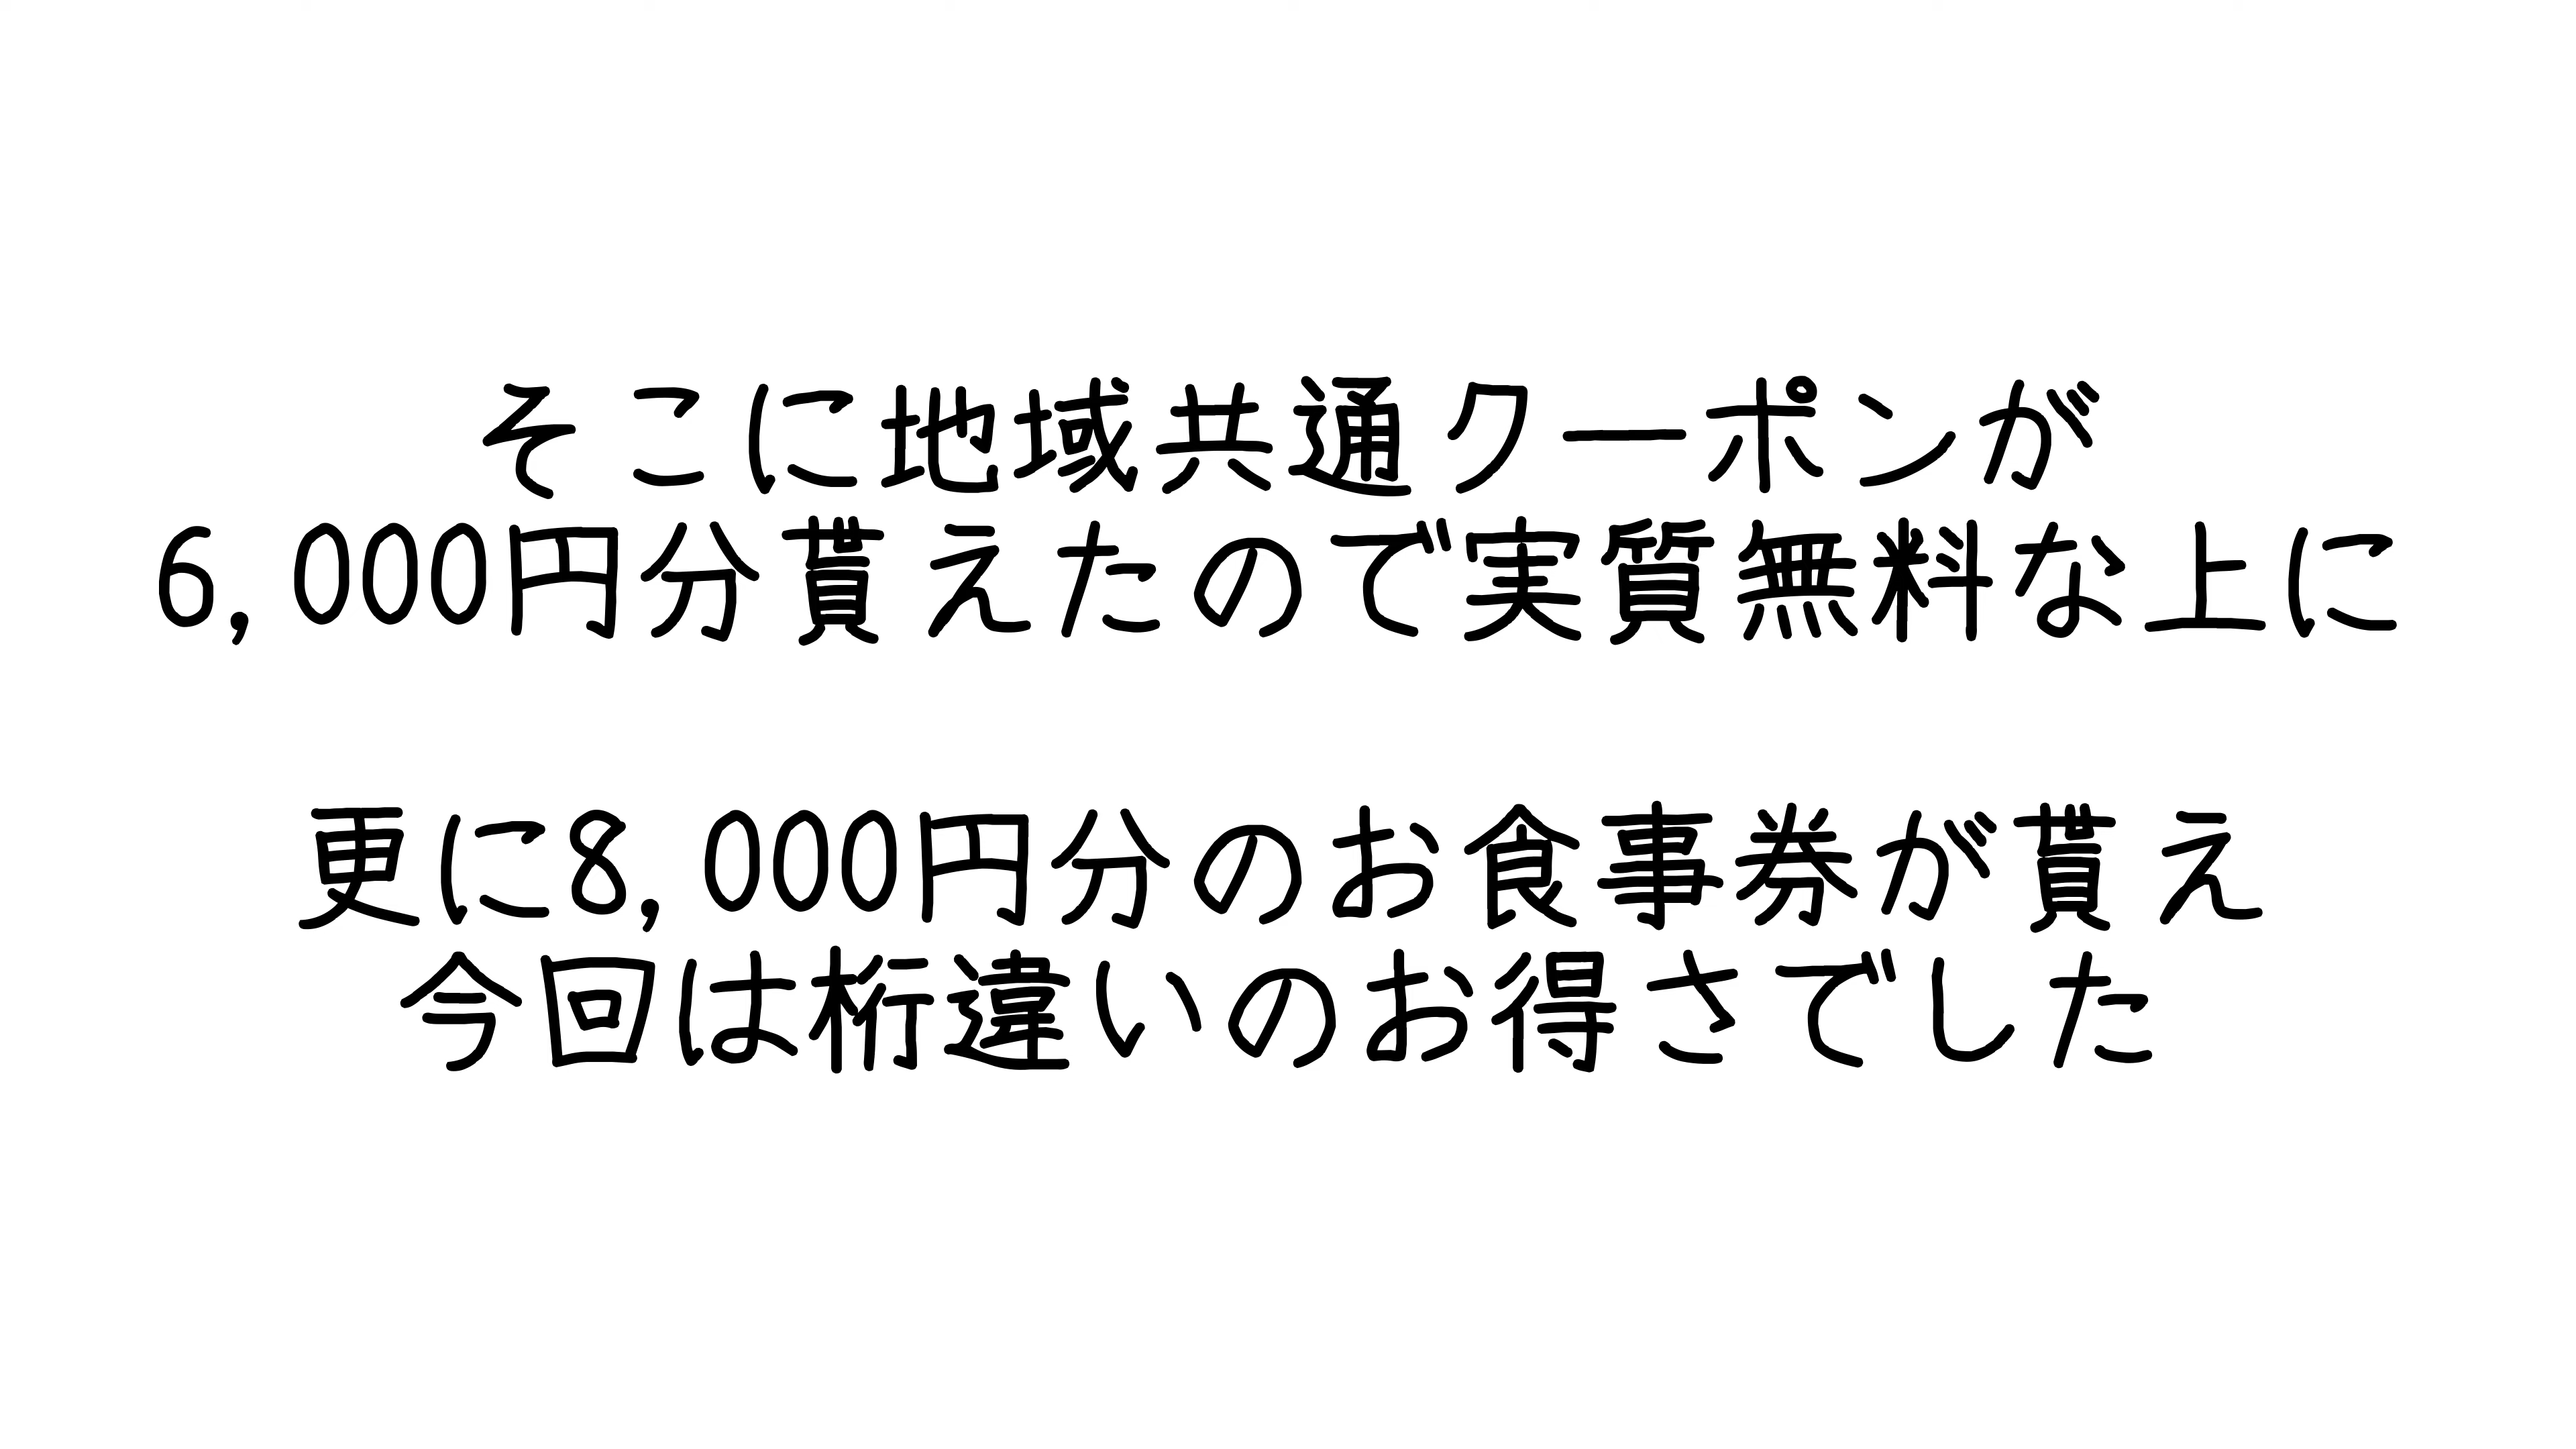 そこに地域共通クーポンが
6,000円分貰えたので実質無料な上に
更に8,000円分のお食事券が貰え
今回は桁違いのお得さでした